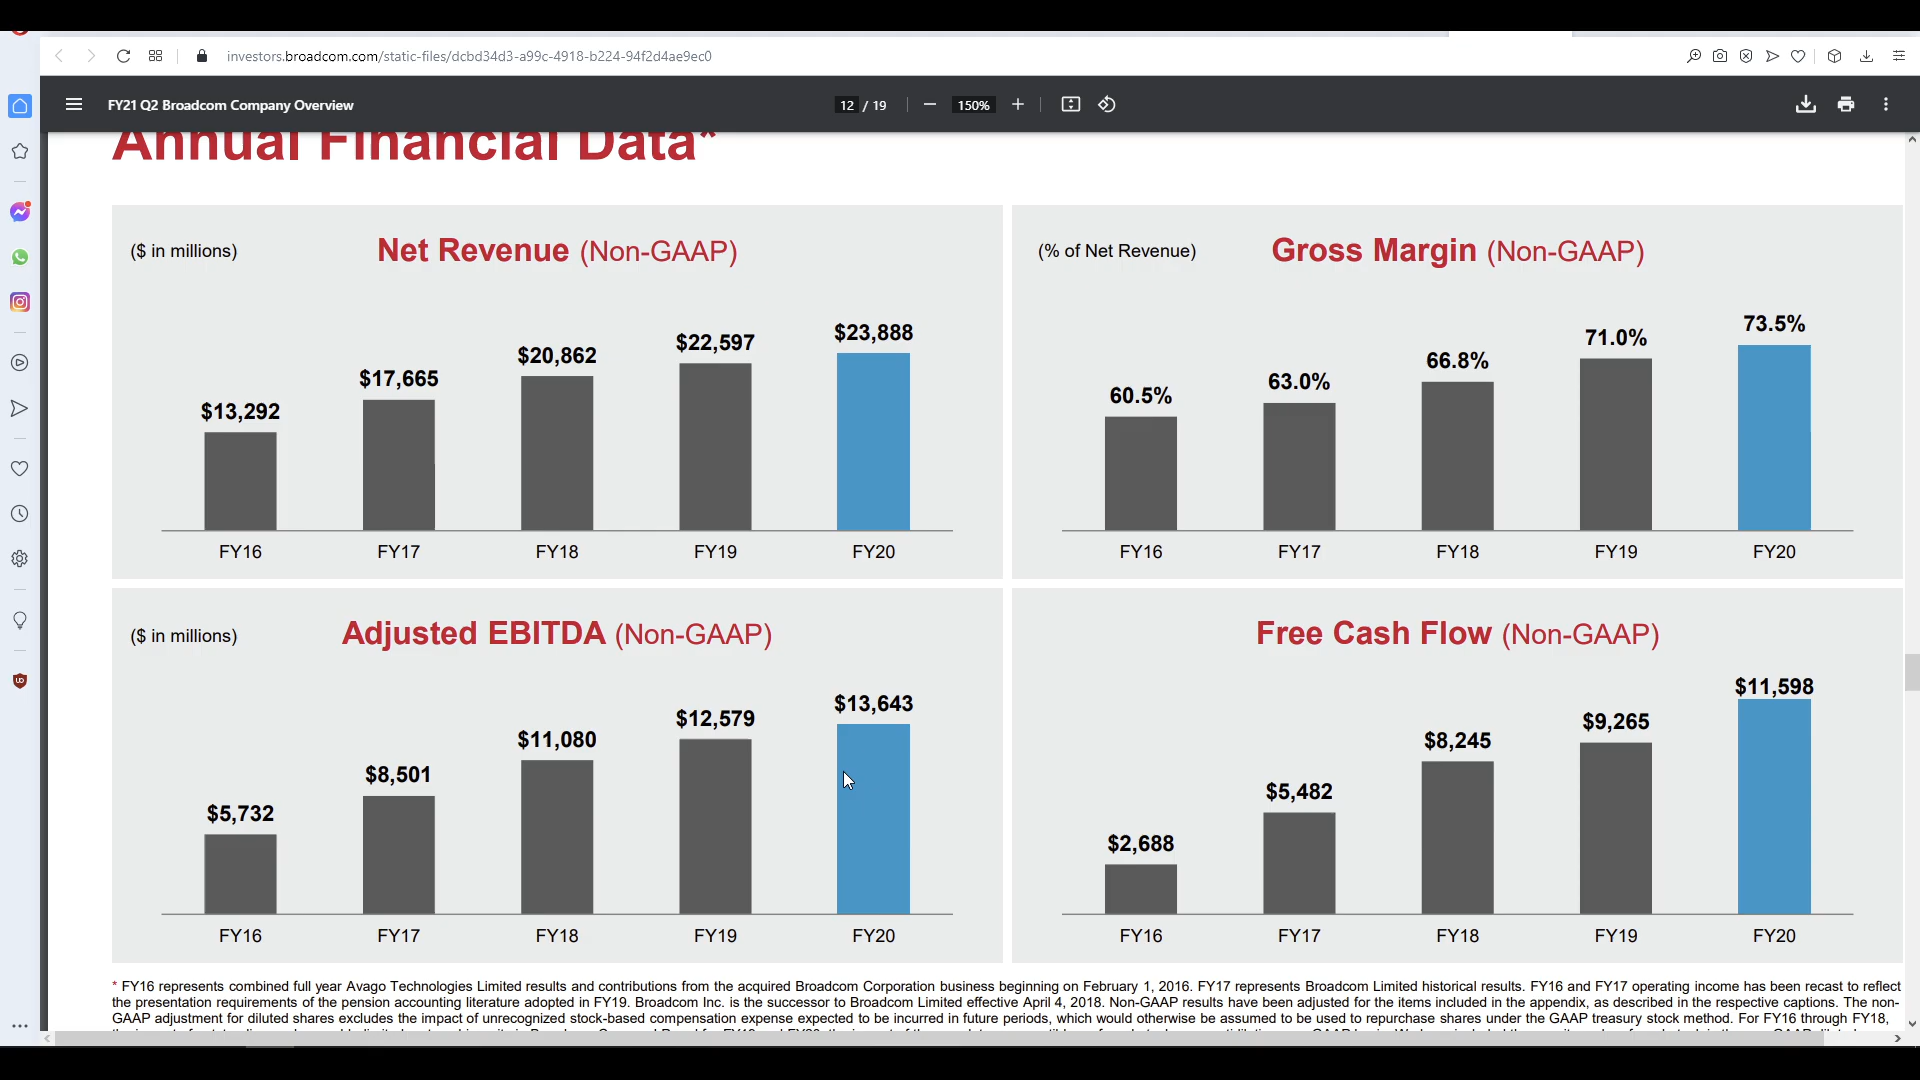 investors.broadcom.com/static-files/dcbd34d3-a99c-4918-b224-94f2d4ae9ec0
FY21 Q2 Broadcom Company Overview
12 / 19
150%
Annual Financial Data*
($ in millions)
Net Revenue (Non-GAAP)
$13,292
$17,665
$20,862
$22,597
$23,888
FY16
FY17
FY18
FY19
FY20
(% of Net Revenue)
Gross Margin (Non-GAAP)
60.5%
63.0%
66.8%
71.0%
73.5%
FY16
FY17
FY18
FY19
FY20
($ in millions)
Adjusted EBITDA (Non-GAAP)
$5,732
$8,501
$11,080
$12,579
$13,643
FY16
FY17
FY18
FY19
FY20
Free Cash Flow (Non-GAAP)
$2,688
$5,482
$8,245
$9,265
$11,598
FY16
FY17
FY18
FY19
FY20
* FY16 represents combined full year Avago Technologies Limited results and contributions from the acquired Broadcom Corporation business beginning on February 1, 2016. FY17 represents Broadcom Limited historical results. FY16 and FY17 operating income has been recast to reflect
the presentation requirements of the pension accounting literature adopted in FY19. Broadcom Inc. is the successor to Broadcom Limited effective April 4, 2018. Non-GAAP results have been adjusted for the items included in the appendix, as described in the respective captions. The non-
GAAP adjustment for diluted shares excludes the impact of unrecognized stock-based compensation expense expected to be incurred in future periods, which would otherwise be assumed to be used to repurchase shares under the GAAP treasury stock method. For FY16 through FY18,